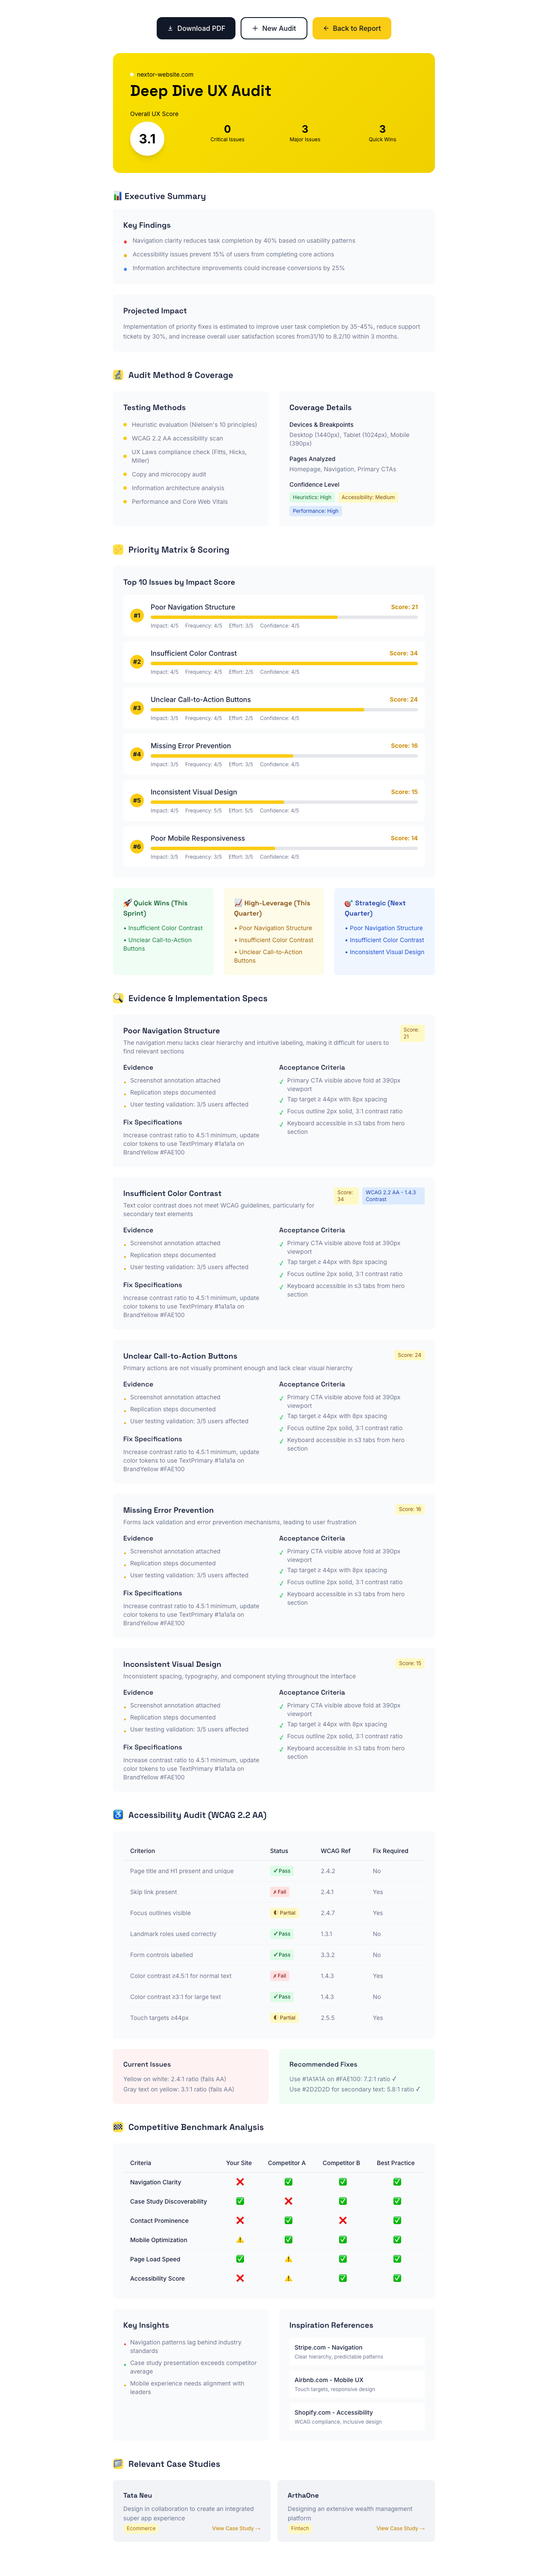 Download PDF
New Audit
Back to Report
nextor-website.com
Deep Dive UX Audit
Overall UX Score
3.1
0
Critical Issues
3
Major Issues
3
Quick Wins
Executive Summary
Key Findings
Navigation clarity reduces task completion by 40% based on usability patterns
Accessibility issues prevent 15% of users from completing core actions
Information architecture improvements could increase conversions by 25%
Projected Impact
Implementation of priority fixes is estimated to improve user task completion by 35-45%, reduce support
tickets by 30%, and increase overall user satisfaction scores from31/10 to 8.2/10 within 3 months.
Audit Method & Coverage
Testing Methods
Heuristic evaluation (Nielsen's 10 principles)
WCAG 2.2 AA accessibility scan
UX Laws compliance check (Fitts, Hicks,
Miller)
Copy and microcopy audit
Information architecture analysis
Performance and Core Web Vitals
Coverage Details
Devices & Breakpoints
Desktop (1440px), Tablet (1024px), Mobile
(390px)
Pages Analyzed
Homepage, Navigation, Primary CTAs
Confidence Level
Heuristics: High
Accessibility: Medium
Performance: High
Priority Matrix & Scoring
Top 10 Issues by Impact Score
#1
Poor Navigation Structure
Score: 21
Impact: 4/5 Frequency: 4/5 Effort: 3/5 Confidence: 4/5
#2
Insufficient Color Contrast
Score: 34
Impact: 4/5 Frequency: 4/5 Effort: 2/5 Confidence: 4/5
#3
Unclear Call-to-Action Buttons
Score: 24
Impact: 3/5 Frequency: 4/5 Effort: 2/5 Confidence: 4/5
#4
Missing Error Prevention
Score: 16
Impact: 3/5 Frequency: 4/5 Effort: 3/5 Confidence: 4/5
#5
Inconsistent Visual Design
Score: 15
Impact: 4/5 Frequency: 5/5 Effort: 5/5 Confidence: 4/5
#6
Poor Mobile Responsiveness
Score: 14
Impact: 3/5 Frequency: 3/5 Effort: 3/5 Confidence: 4/5
Quick Wins (This
Sprint)
• Insufficient Color Contrast
• Unclear Call-to-Action
Buttons
High-Leverage (This
Quarter)
• Poor Navigation Structure
• Insufficient Color Contrast
• Unclear Call-to-Action
Buttons
Strategic (Next
Quarter)
• Poor Navigation Structure
• Insufficient Color Contrast
• Inconsistent Visual Design
Evidence & Implementation Specs
Poor Navigation Structure
Score:
21
The navigation menu lacks clear hierarchy and intuitive labeling, making it difficult for users to
find relevant sections
Evidence
Screenshot annotation attached
Replication steps documented
User testing validation: 3/5 users affected
Fix Specifications
Increase contrast ratio to 4.5:1 minimum, update
color tokens to use TextPrimary #1a1a1a on
BrandYellow #FAE100
Acceptance Criteria
✓ Primary CTA visible above fold at 390px
viewport
✓ Tap target ≥ 44px with 8px spacing
✓ Focus outline 2px solid, 3:1 contrast ratio
✓ Keyboard accessible in ≤3 tabs from hero
section
Insufficient Color Contrast
Score:
34
WCAG 2.2 AA - 1.4.3
Contrast
Text color contrast does not meet WCAG guidelines, particularly for
secondary text elements
Evidence
Screenshot annotation attached
Replication steps documented
User testing validation: 3/5 users affected
Fix Specifications
Increase contrast ratio to 4.5:1 minimum, update
color tokens to use TextPrimary #1a1a1a on
BrandYellow #FAE100
Acceptance Criteria
✓ Primary CTA visible above fold at 390px
viewport
✓ Tap target ≥ 44px with 8px spacing
✓ Focus outline 2px solid, 3:1 contrast ratio
✓ Keyboard accessible in ≤3 tabs from hero
section
Unclear Call-to-Action Buttons
Score: 24
Primary actions are not visually prominent enough and lack clear visual hierarchy
Evidence
Screenshot annotation attached
Replication steps documented
User testing validation: 3/5 users affected
Fix Specifications
Increase contrast ratio to 4.5:1 minimum, update
color tokens to use TextPrimary #1a1a1a on
BrandYellow #FAE100
Acceptance Criteria
✓ Primary CTA visible above fold at 390px
viewport
✓ Tap target ≥ 44px with 8px spacing
✓ Focus outline 2px solid, 3:1 contrast ratio
✓ Keyboard accessible in ≤3 tabs from hero
section
Missing Error Prevention
Score: 16
Forms lack validation and error prevention mechanisms, leading to user frustration
Evidence
Screenshot annotation attached
Replication steps documented
User testing validation: 3/5 users affected
Fix Specifications
Increase contrast ratio to 4.5:1 minimum, update
color tokens to use TextPrimary #1a1a1a on
BrandYellow #FAE100
Acceptance Criteria
✓ Primary CTA visible above fold at 390px
viewport
✓ Tap target ≥ 44px with 8px spacing
✓ Focus outline 2px solid, 3:1 contrast ratio
✓ Keyboard accessible in ≤3 tabs from hero
section
Inconsistent Visual Design
Score: 15
Inconsistent spacing, typography, and component styling throughout the interface
Evidence
Screenshot annotation attached
Replication steps documented
User testing validation: 3/5 users affected
Fix Specifications
Increase contrast ratio to 4.5:1 minimum, update
color tokens to use TextPrimary #1a1a1a on
BrandYellow #FAE100
Acceptance Criteria
✓ Primary CTA visible above fold at 390px
viewport
✓ Tap target ≥ 44px with 8px spacing
✓ Focus outline 2px solid, 3:1 contrast ratio
✓ Keyboard accessible in ≤3 tabs from hero
section
Accessibility Audit (WCAG 2.2 AA)
Criterion Status WCAG Ref Fix Required
Page title and H1 present and unique ✓ Pass 2.4.2 No
Skip link present ✗ Fail 2.4.1 Yes
Focus outlines visible Partial 2.4.7 Yes
Landmark roles used correctly ✓ Pass 1.3.1 No
Form controls labelled ✓ Pass 3.3.2 No
Color contrast ≥4.5:1 for normal text ✗ Fail 1.4.3 Yes
Color contrast ≥3:1 for large text ✓ Pass 1.4.3 No
Touch targets ≥44px Partial 2.5.5 Yes
Current Issues
Yellow on white: 2.4:1 ratio (fails AA)
Gray text on yellow: 3.1:1 ratio (fails AA)
Recommended Fixes
Use #1A1A1A on #FAE100: 7.2:1 ratio ✓
Use #2D2D2D for secondary text: 5.8:1 ratio ✓
Competitive Benchmark Analysis
Criteria Your Site Competitor A Competitor B Best Practice
Navigation Clarity ❌ ✅ ✅ ✅
Case Study Discoverability ✅ ❌ ✅ ✅
Contact Prominence ❌ ✅ ❌ ✅
Mobile Optimization ⚠️ ✅ ✅ ✅
Page Load Speed ✅ ⚠️ ✅ ✅
Accessibility Score ❌ ⚠️ ✅ ✅
Key Insights
Navigation patterns lag behind industry
standards
Case study presentation exceeds competitor
average
Mobile experience needs alignment with
leaders
Inspiration References
Stripe.com - Navigation
Clear hierarchy, predictable patterns
Airbnb.com - Mobile UX
Touch targets, responsive design
Shopify.com - Accessibility
WCAG compliance, inclusive design
Relevant Case Studies
Tata Neu
Design in collaboration to create an integrated
super app experience
Ecommerce
View Case Study →
ArthaOne
Designing an extensive wealth management
platform
Fintech
View Case Study →